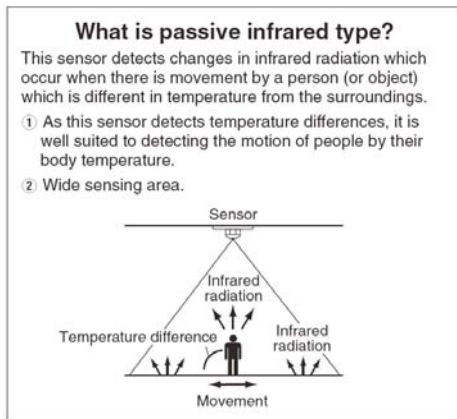 What is passive infrared type?
This sensor detects changes in infrared radiation which
occur when there is movement by a person (or object)
which is different in temperature from the surroundings.
① As this sensor detects temperature differences, it is
well suited to detecting the motion of people by their
body temperature.
② Wide sensing area.
Sensor
Infrared
radiation
Temperature difference
Infrared
radiation
Movement